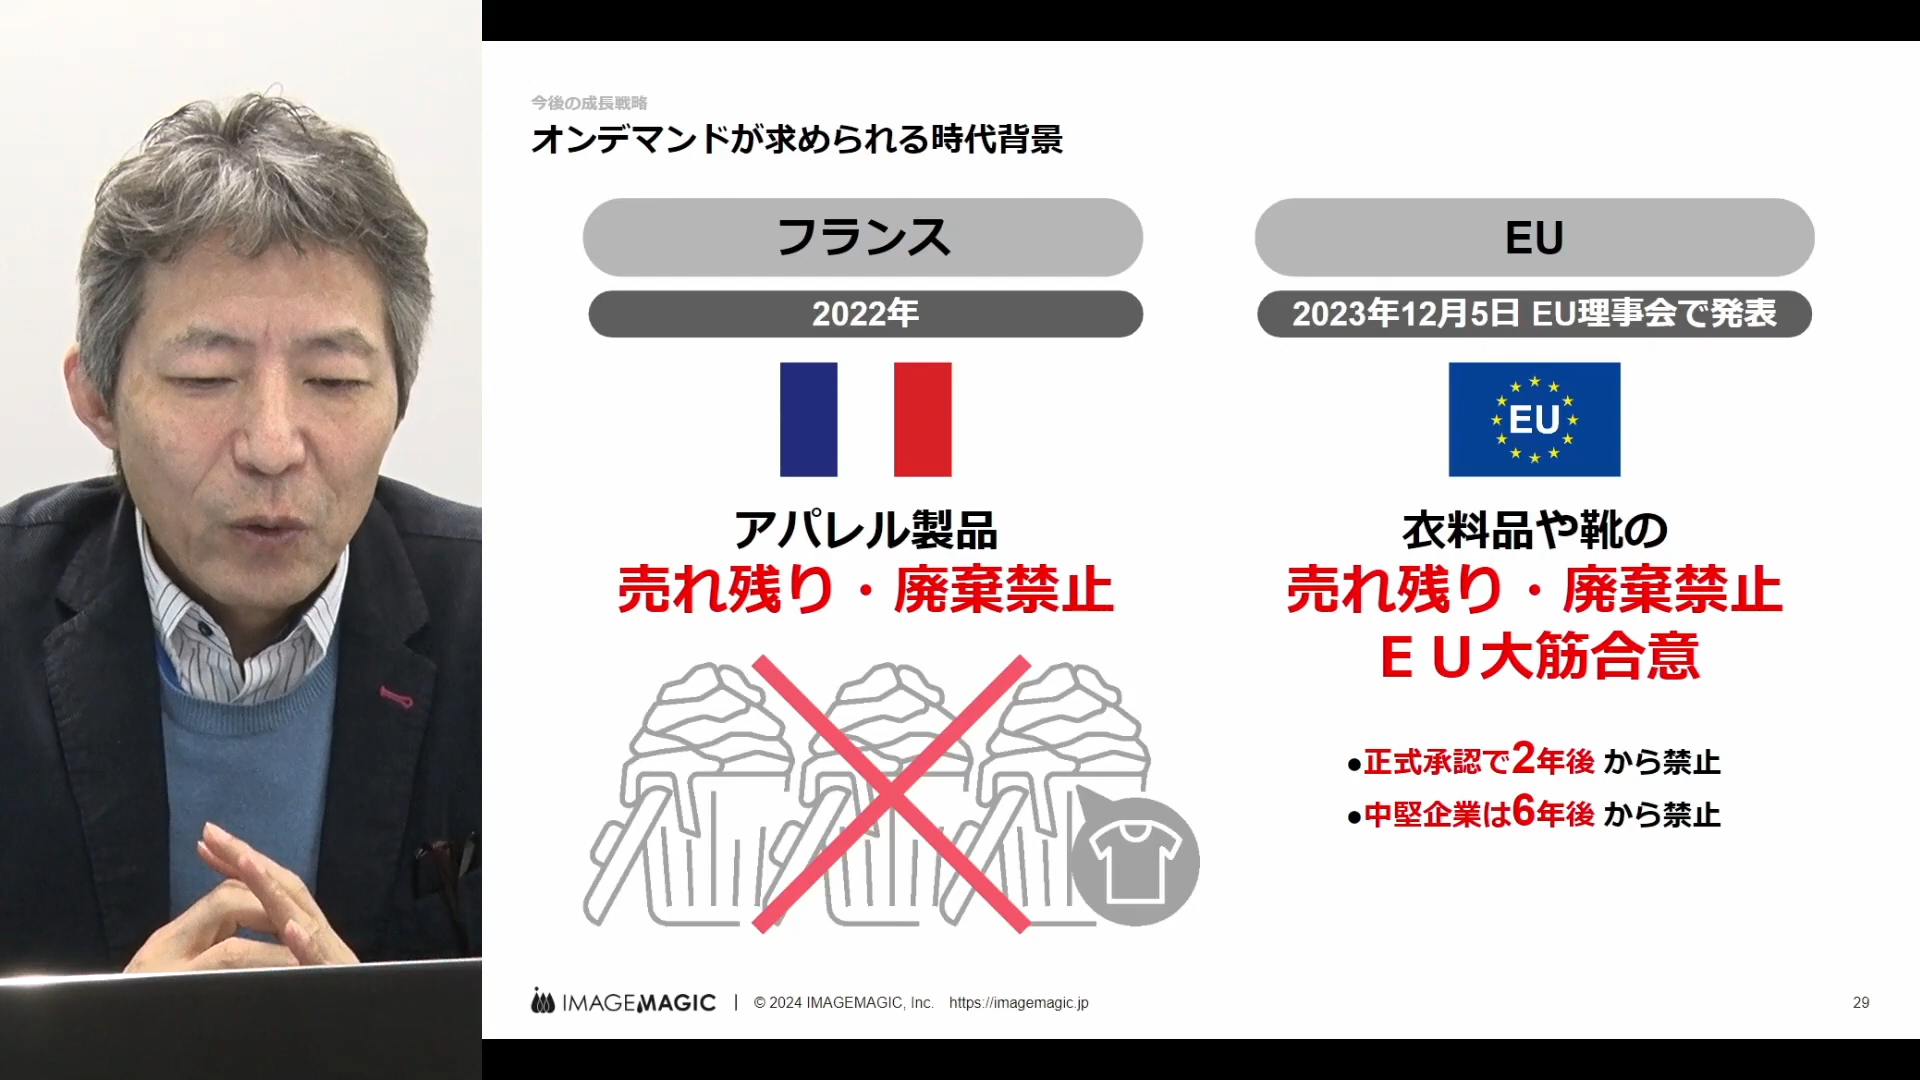 今後の成長戦略
オンデマンドが求められる時代背景
フランス
2022年
アパレル製品
売れ残り・廃棄禁止
EU
2023年12月5日 EU理事会で発表
EU
衣料品や靴の
売れ残り・廃棄禁止
ＥＵ大筋合意
●正式承認で2年後 から禁止
●中堅企業は6年後 から禁止
IMAGEMAGIC | © 2024 IMAGEMAGIC, Inc. https://imagemagic.jp
29